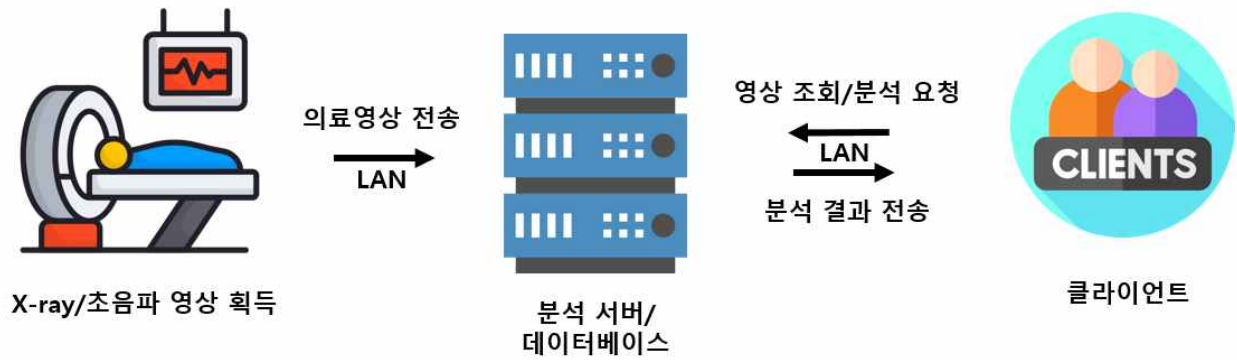 의료영상 전송
LAN
X-ray/초음파 영상 획득
분석 서버/
데이터베이스
영상 조회/분석 요청
LAN
분석 결과 전송
CLIENTS
클라이언트